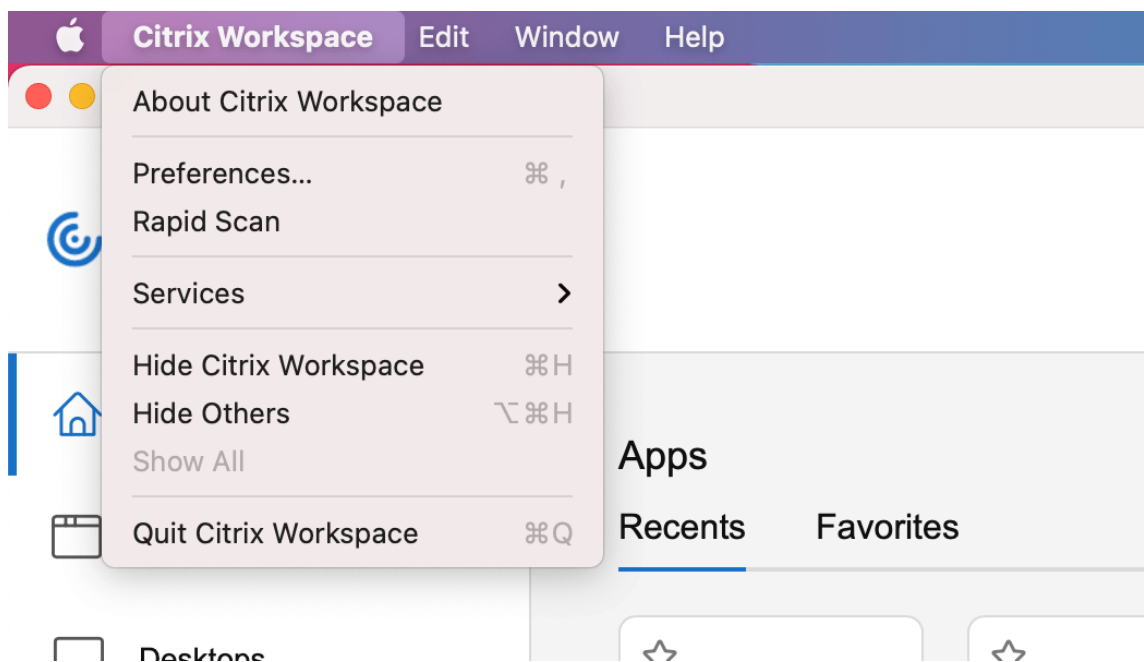 Citrix Workspace Edit Window Help
About Citrix Workspace
Preferences... ⌘ ,
Rapid Scan
Services
Hide Citrix Workspace ⌘H
Hide Others ⌥⌘H
Show All
Quit Citrix Workspace ⌘Q
Apps
Recents Favorites
Desktops